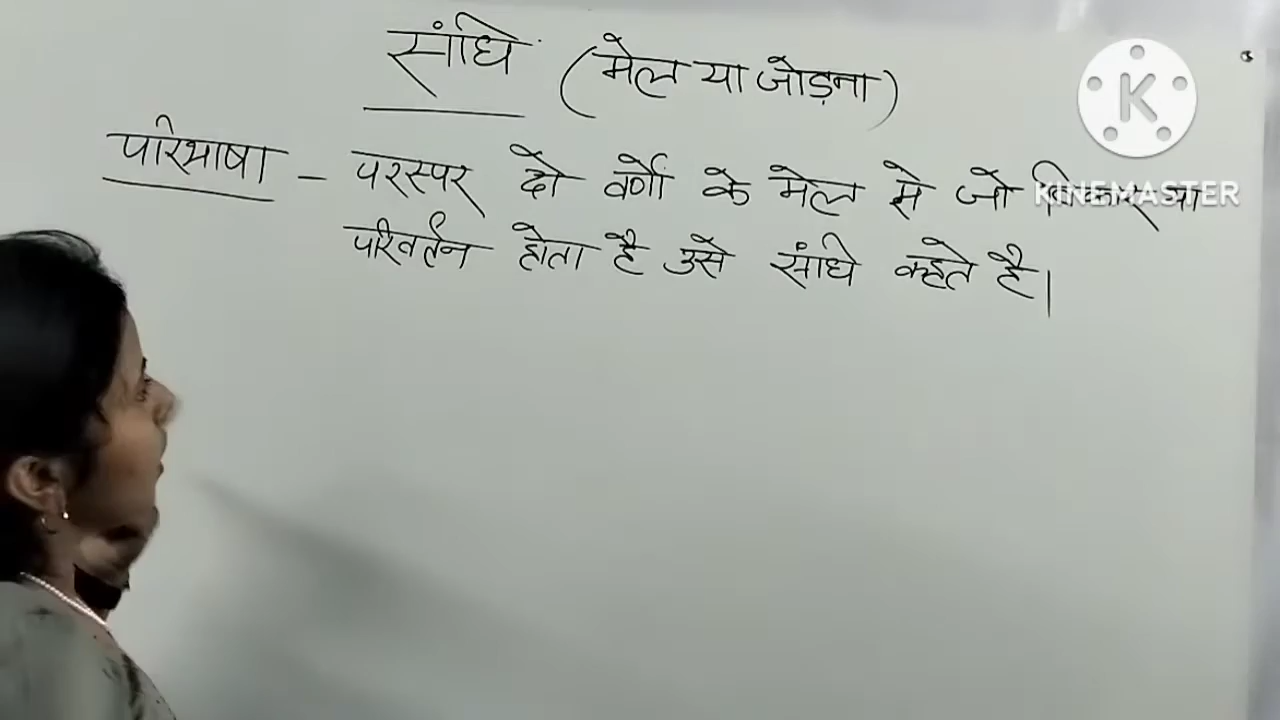 संधि (मेल या जोड़ना)
परिभाषा – परस्पर दो वर्णों के मेल से जो विकार या
परिवर्तन होता है उसे संधि कहते है।
K
KINEMASTER